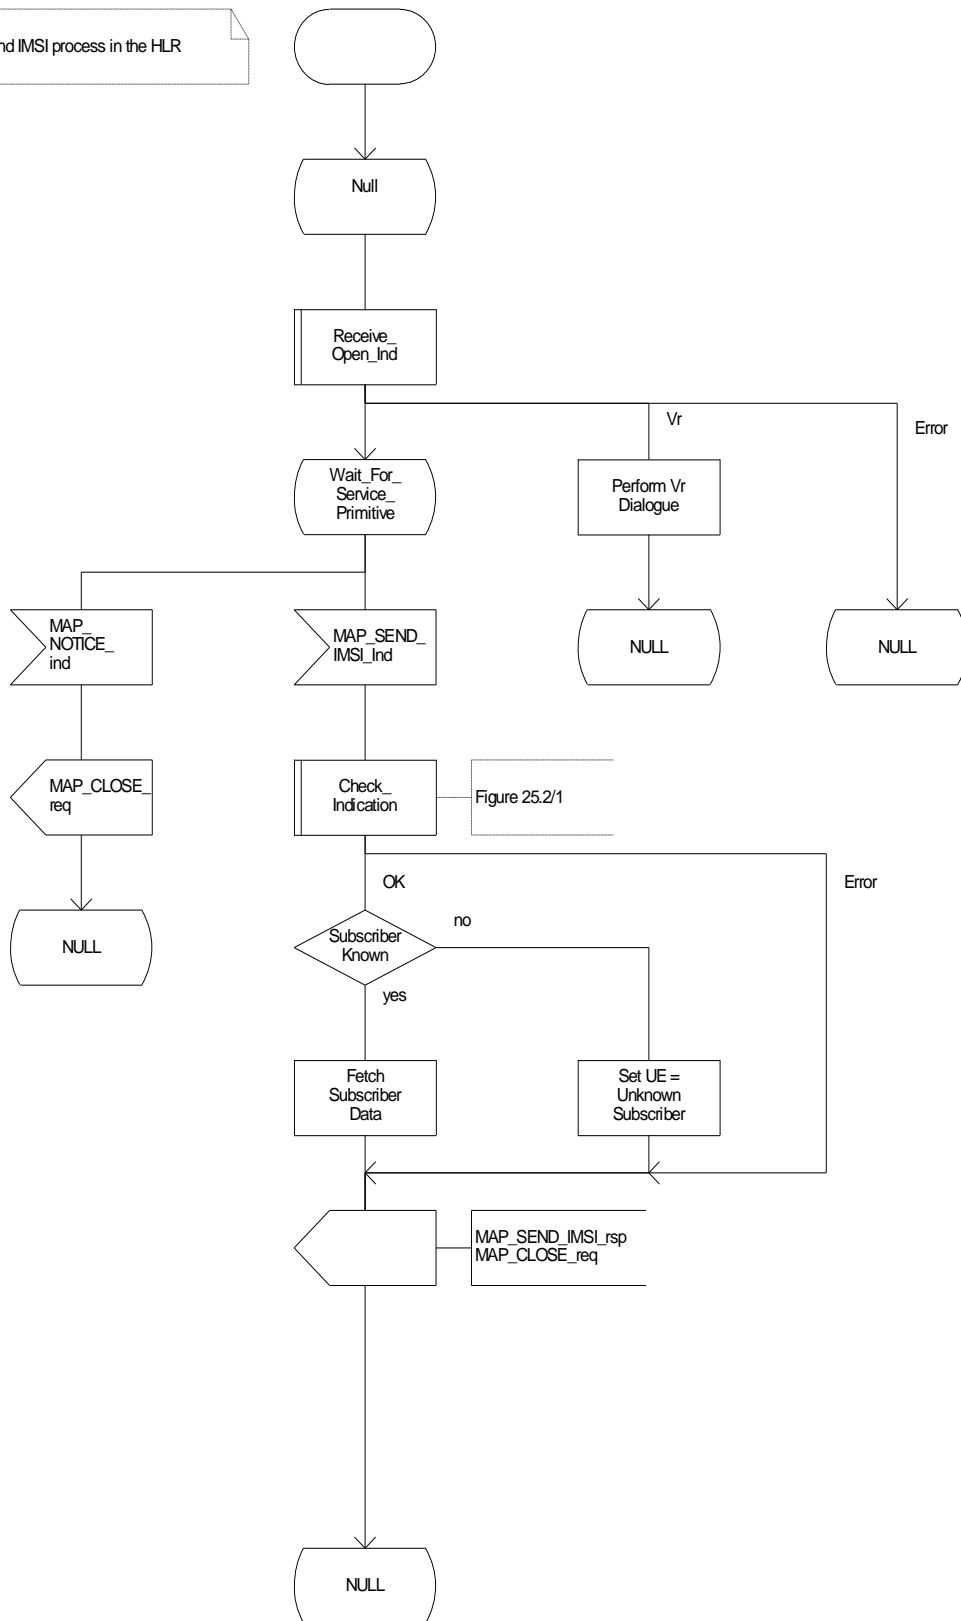 nd IMSI process in the HLR
Null
Receive_
Open_Ind
Vr
Error
Wait_For_
Service_
Primitive
Perform Vr
Dialogue
MAP_
NOTICE_
ind
MAP_SEND_
IMSI_Ind
NULL
NULL
MAP_CLOSE_
req
Check_
Indication
Figure 25.2/1
OK
Error
NULL
Subscriber
Known
no
yes
Fetch
Subscriber
Data
Set UE =
Unknown
Subscriber
MAP_SEND_IMSI_rsp
MAP_CLOSE_req
NULL